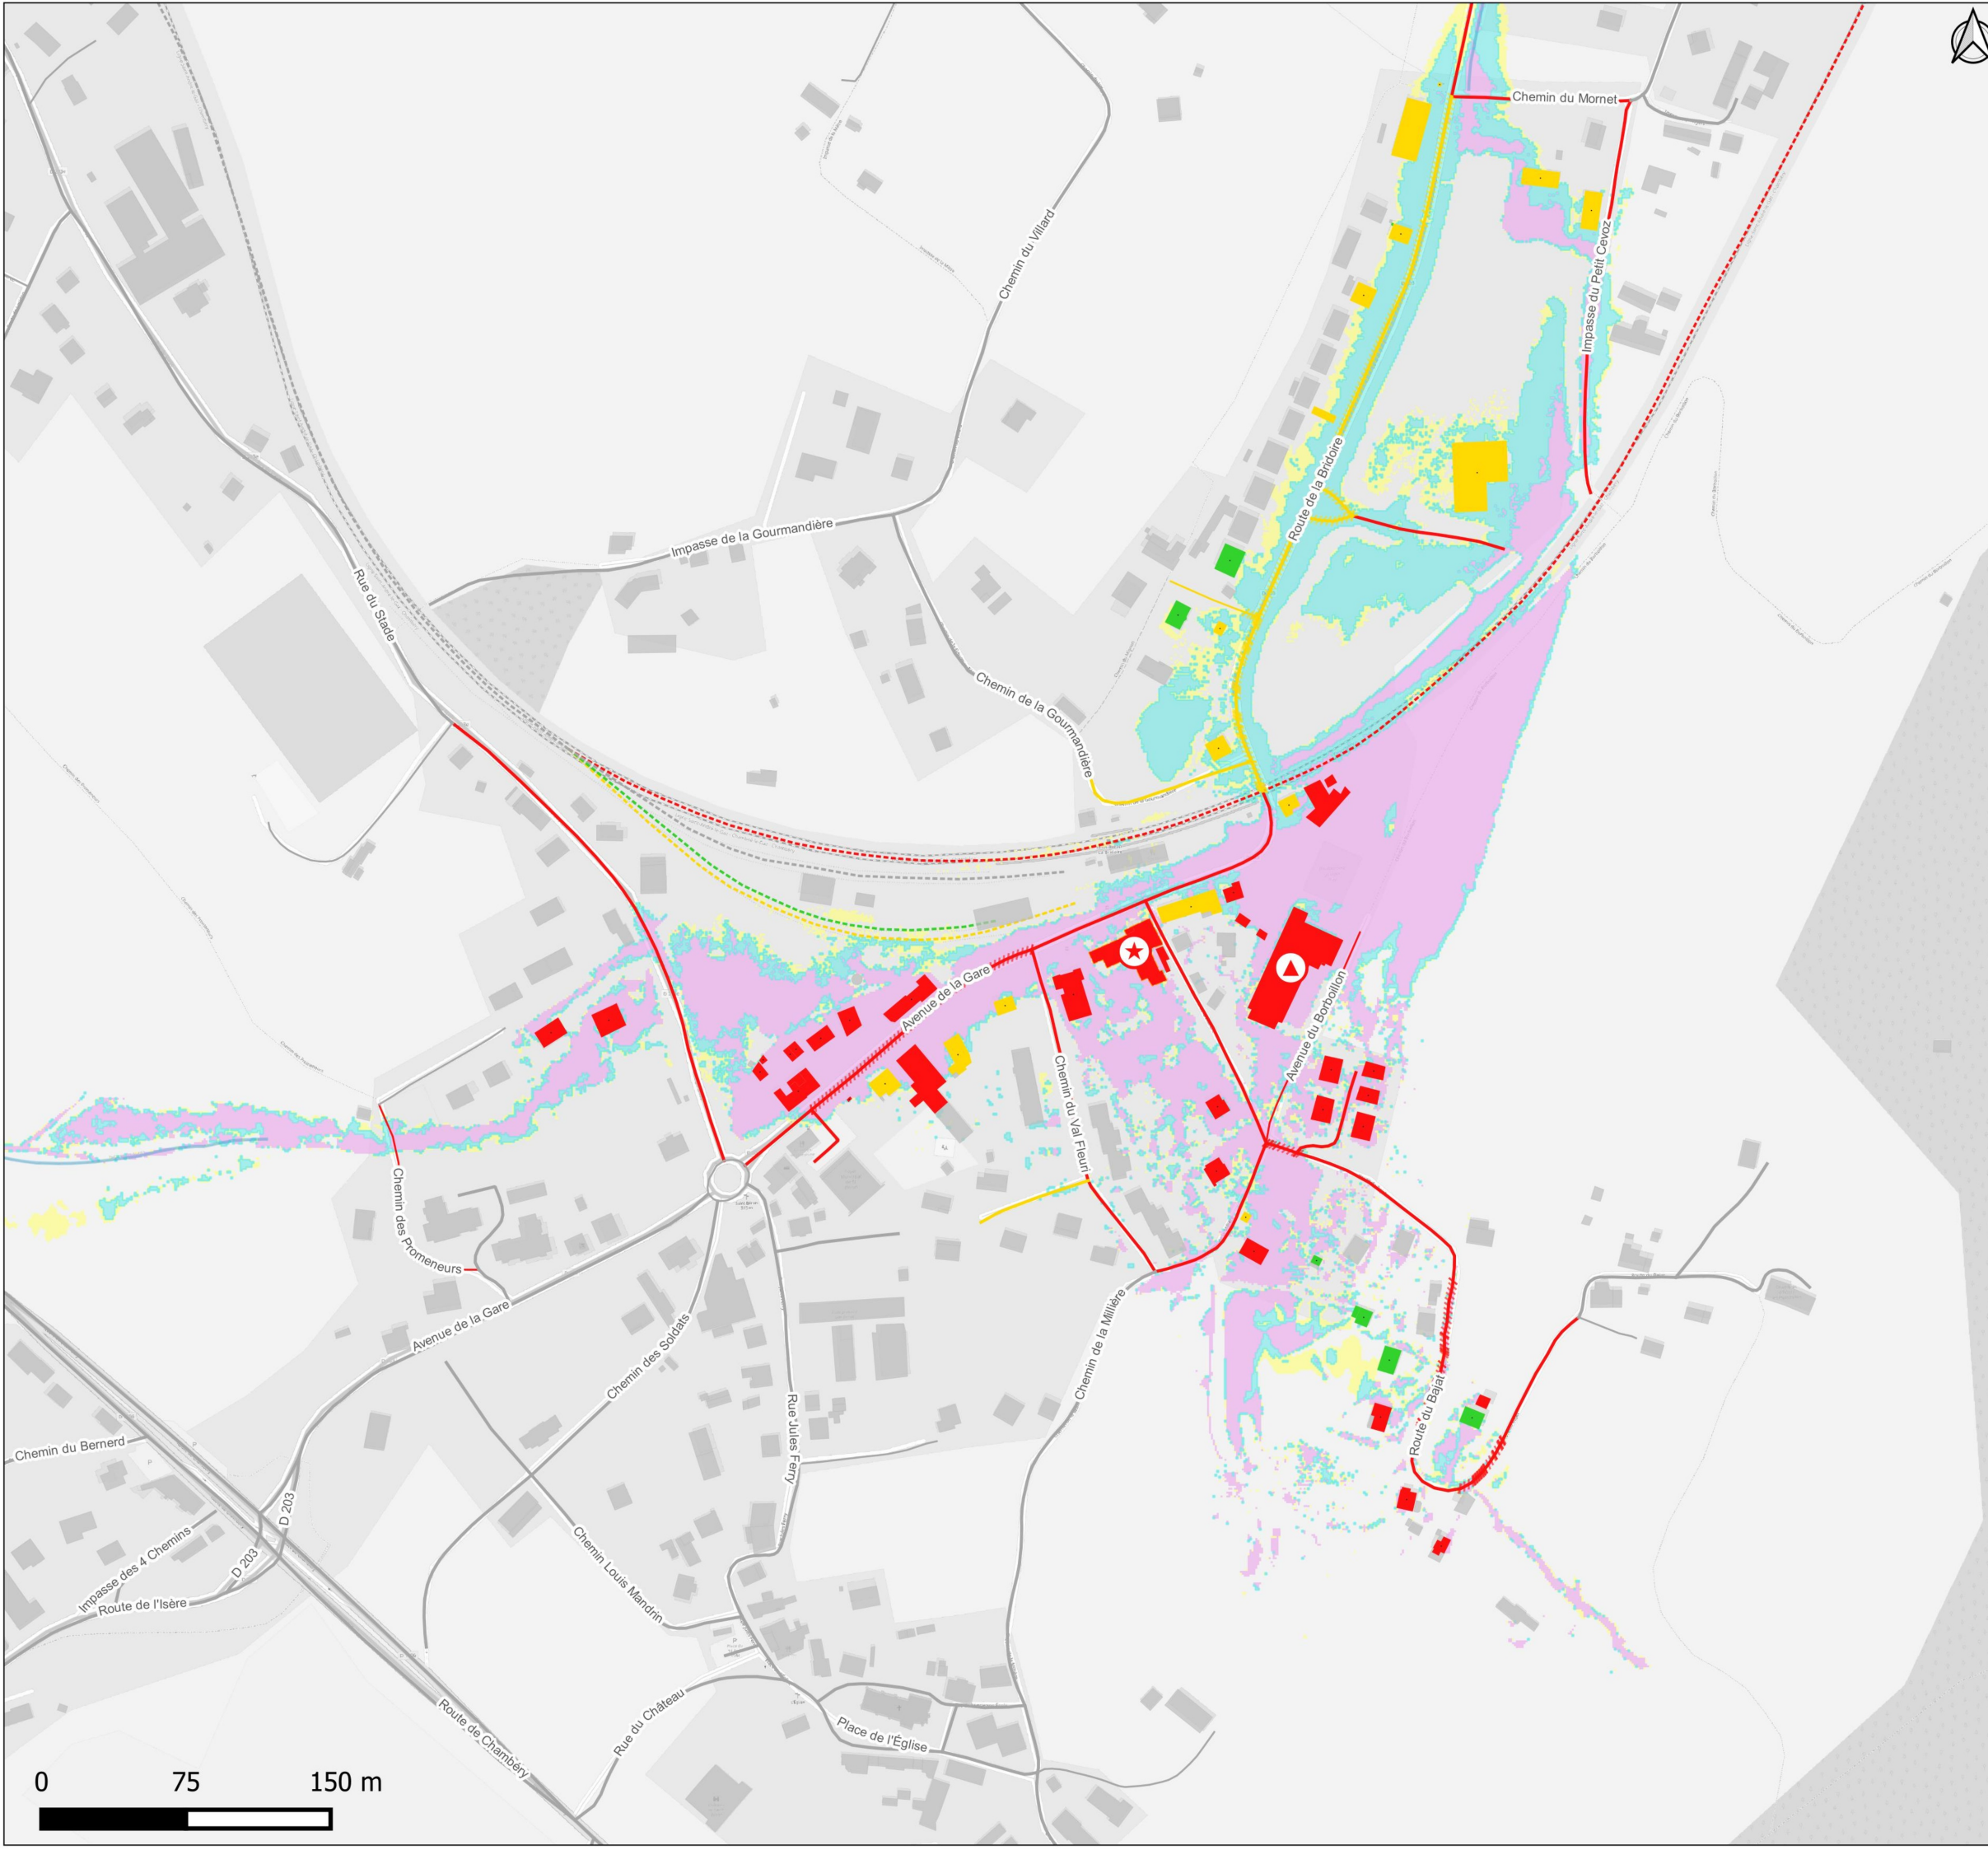 Chemin du Mornet
Chemin du Villard
Impasse du Petit Cevoz
Route de la Bridoire
Impasse de la Gourmandière
Rue du Stade
Chemin de la Gourmandière
Avenue de la Gare
Avenue du Borboillon
Chemin du Val Fleuri
Chemin des Promeneurs
Avenue de la Gare
Chemin des Soldats
Chemin de la Millière
Route du Bajat
Rue Jules Ferry
Chemin du Bernerd
D 203
Impasse des 4 Chemins
D 203
Route de l'Isère
Chemin Louis Mandrin
Route de Chambéry
Rue du Château
Place de l'Église
0 75 150 m